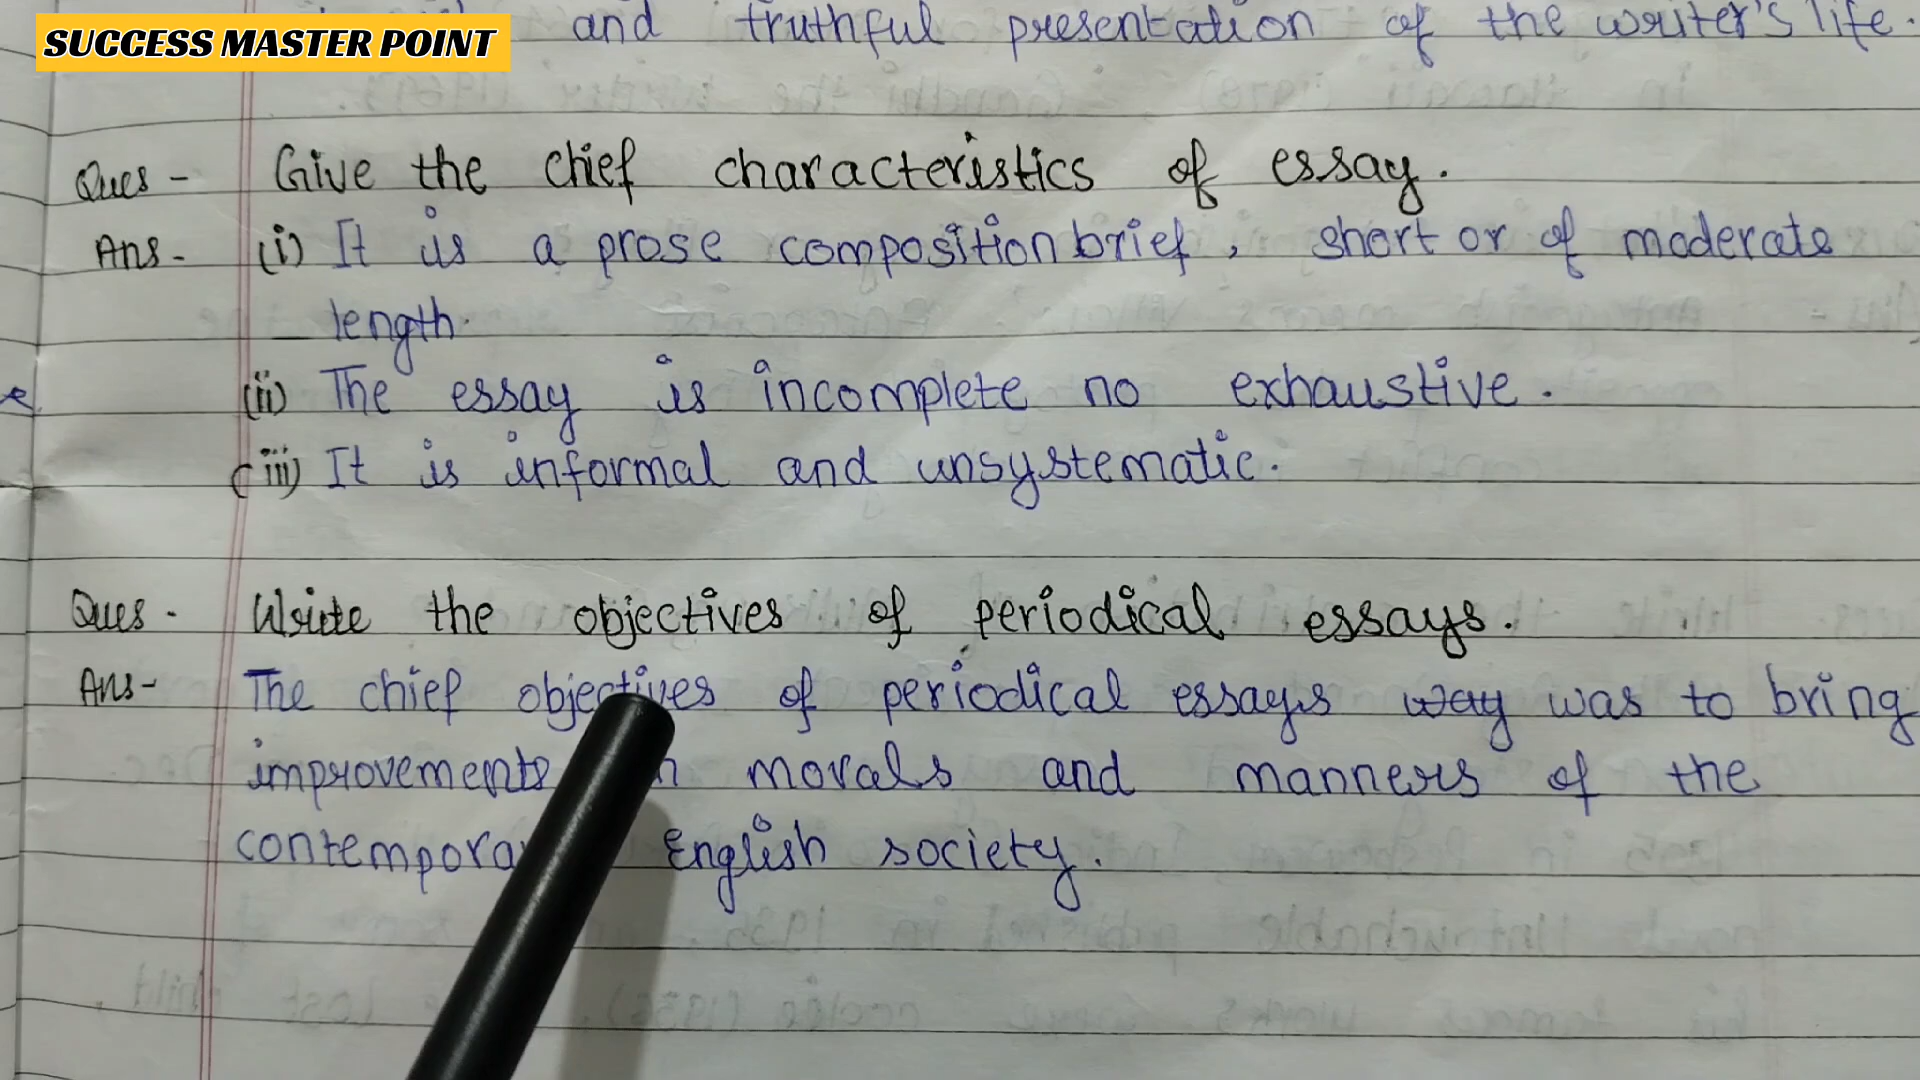 SUCCESS MASTER POINT
and truthful presentation of the writer's life.
Ques - Give the chief characteristics of essay.
Ans - (i) It is a prose composition brief, short or of moderate
length.
(ii) The essay is incomplete no exhaustive.
(iii) It is informal and unsystematic.
Ques - Write the objectives of periodical essays.
Ans - The chief objectives of periodical essays way was to bring
improvements morals and manners of the
English society.